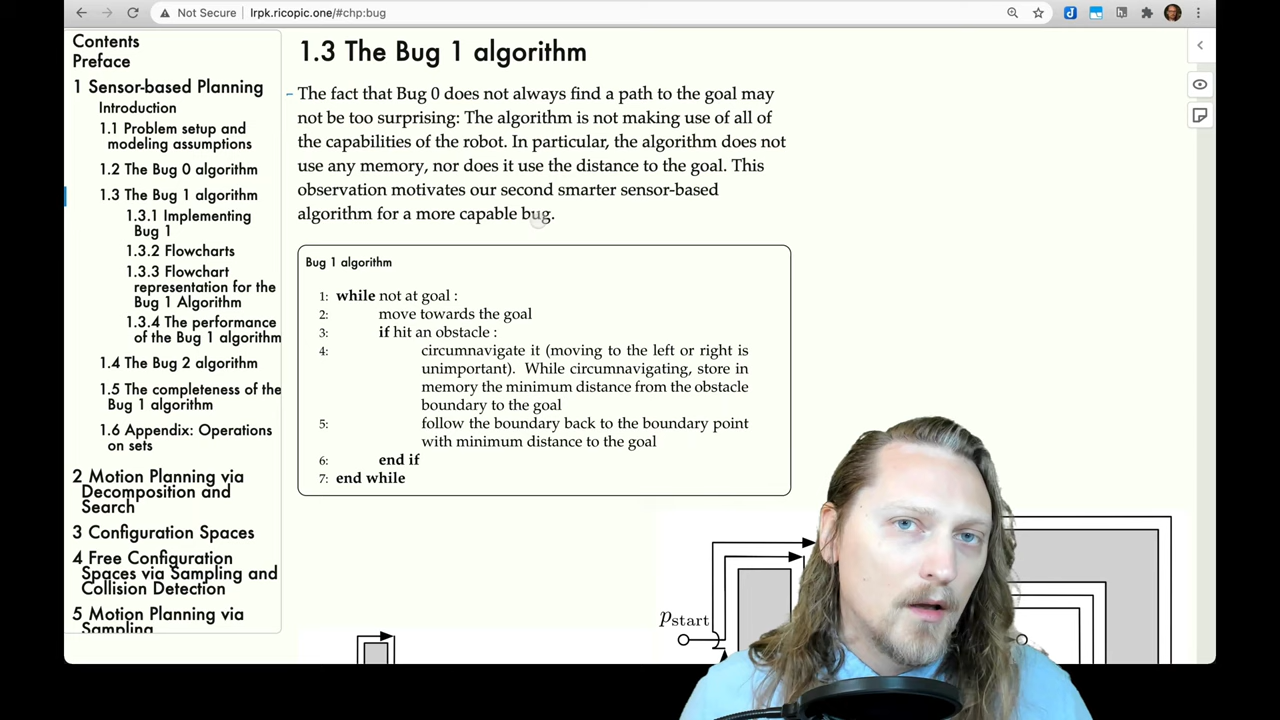 Not Secure | lrpk.ricopic.one/#chp:bug
Contents
Preface
1 Sensor-based Planning
Introduction
1.1 Problem setup and
modeling assumptions
1.2 The Bug 0 algorithm
1.3 The Bug 1 algorithm
1.3.1 Implementing
Bug 1
1.3.2 Flowcharts
1.3.3 Flowchart
representation for the
Bug 1 Algorithm
1.3.4 The performance
of the Bug 1 algorithm
1.4 The Bug 2 algorithm
1.5 The completeness of the
Bug 1 algorithm
1.6 Appendix: Operations
on sets
2 Motion Planning via
Decomposition and
Search
3 Configuration Spaces
4 Free Configuration
Spaces via Sampling and
Collision Detection
5 Motion Planning via
Sampling
1.3 The Bug 1 algorithm
The fact that Bug 0 does not always find a path to the goal may
not be too surprising: The algorithm is not making use of all of
the capabilities of the robot. In particular, the algorithm does not
use any memory, nor does it use the distance to the goal. This
observation motivates our second smarter sensor-based
algorithm for a more capable bug.
Bug 1 algorithm
1: while not at goal :
2: move towards the goal
3: if hit an obstacle :
4: circumnavigate it (moving to the left or right is
unimportant). While circumnavigating, store in
memory the minimum distance from the obstacle
boundary to the goal
5: follow the boundary back to the boundary point
with minimum distance to the goal
6: end if
7: end while
pstart